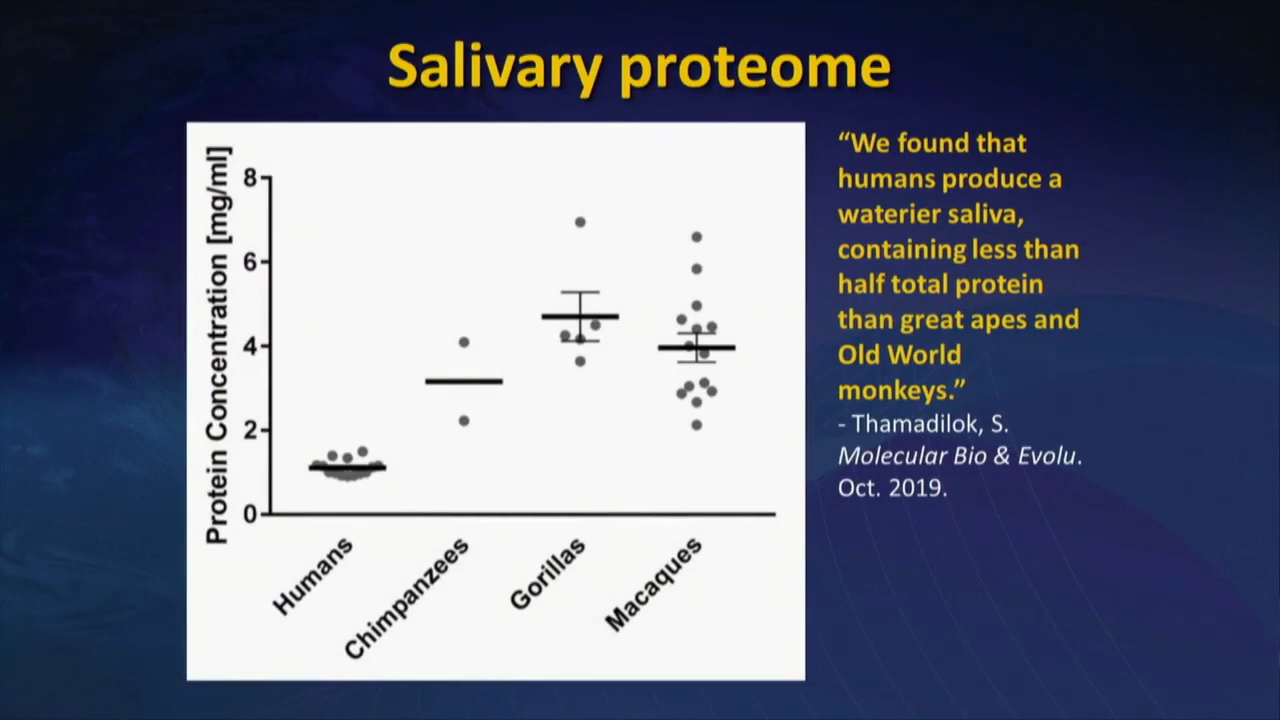 Salivary proteome
Protein Concentration [mg/ml]
8
6
4
2
0
Humans
Chimpanzees
Gorillas
Macaques
“We found that
humans produce a
waterier saliva,
containing less than
half total protein
than great apes and
Old World
monkeys.”
- Thamadilok, S.
Molecular Bio & Evolu.
Oct. 2019.